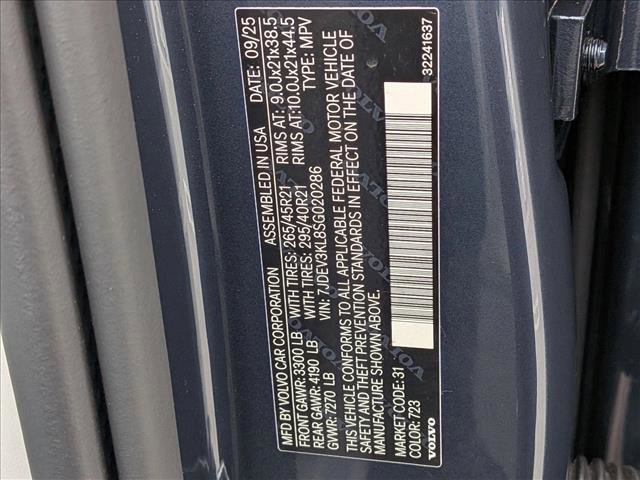 MFD BY VOLVO CAR CORPORATION ASSEMBLED IN USA DATE: 09/25
FRONT GAWR: 3300 LB WITH TIRES: 265/45R21 RIMS AT: 9.0Jx21x38.5
REAR GAWR: 4190 LB WITH TIRES: 295/40R21 RIMS AT: 10.0Jx21x44.5
GVWR: 7270 LB VIN: 7JDEV3KL8SG020286 TYPE: MPV
THIS VEHICLE CONFORMS TO ALL APPLICABLE FEDERAL MOTOR VEHICLE
SAFETY AND THEFT PREVENTION STANDARDS IN EFFECT ON THE DATE OF
MANUFACTURE SHOWN ABOVE.
MARKET CODE: 31
COLOR: 723
VOLVO
32241637